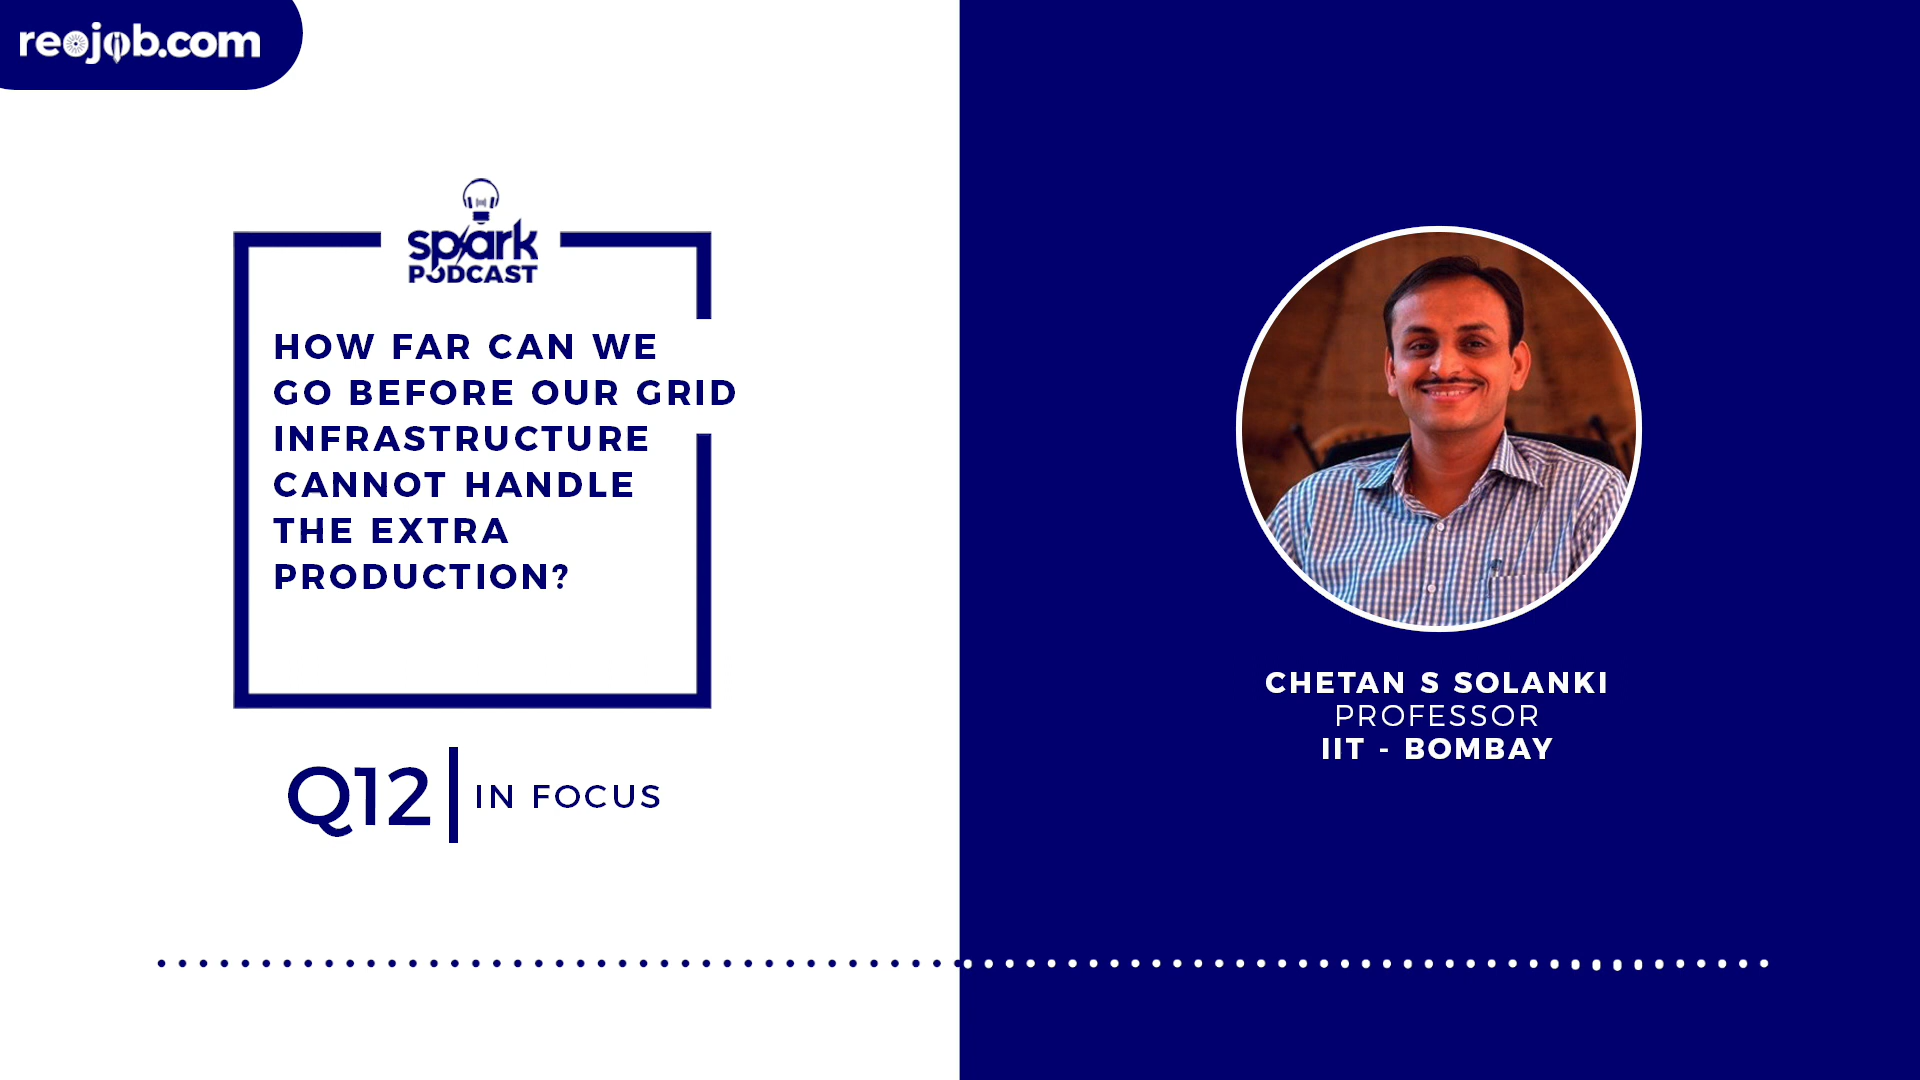 reojob.com
spark
PODCAST
HOW FAR CAN WE
GO BEFORE OUR GRID
INFRASTRUCTURE
CANNOT HANDLE
THE EXTRA
PRODUCTION?
Q12
IN FOCUS
CHETAN S SOLANKI
PROFESSOR
IIT - BOMBAY